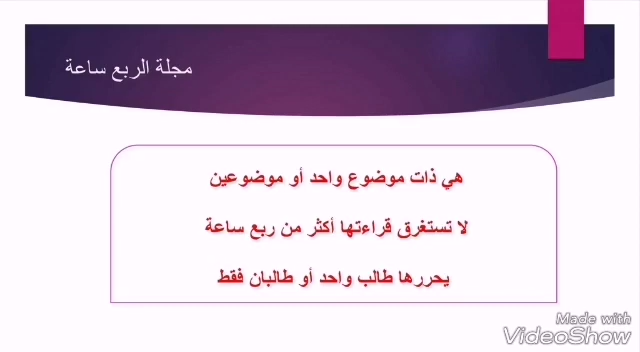 مجلة الربع ساعة
هي ذات موضوع واحد أو موضوعين
لا تستغرق قراءتها أكثر من ربع ساعة
يحررها طالب واحد أو طالبان فقط
Made with
VideoShow